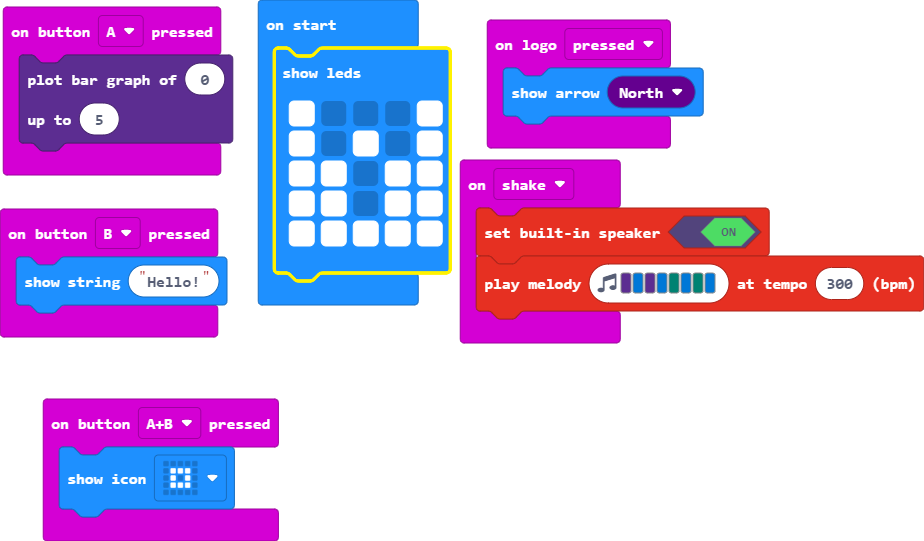 on button A pressed
plot bar graph of 0
up to 5
on start
show leds
on logo pressed
show arrow North
on shake
set built-in speaker ON
play melody at tempo 300 (bpm)
on button B pressed
show string "Hello!"
on button A+B pressed
show icon